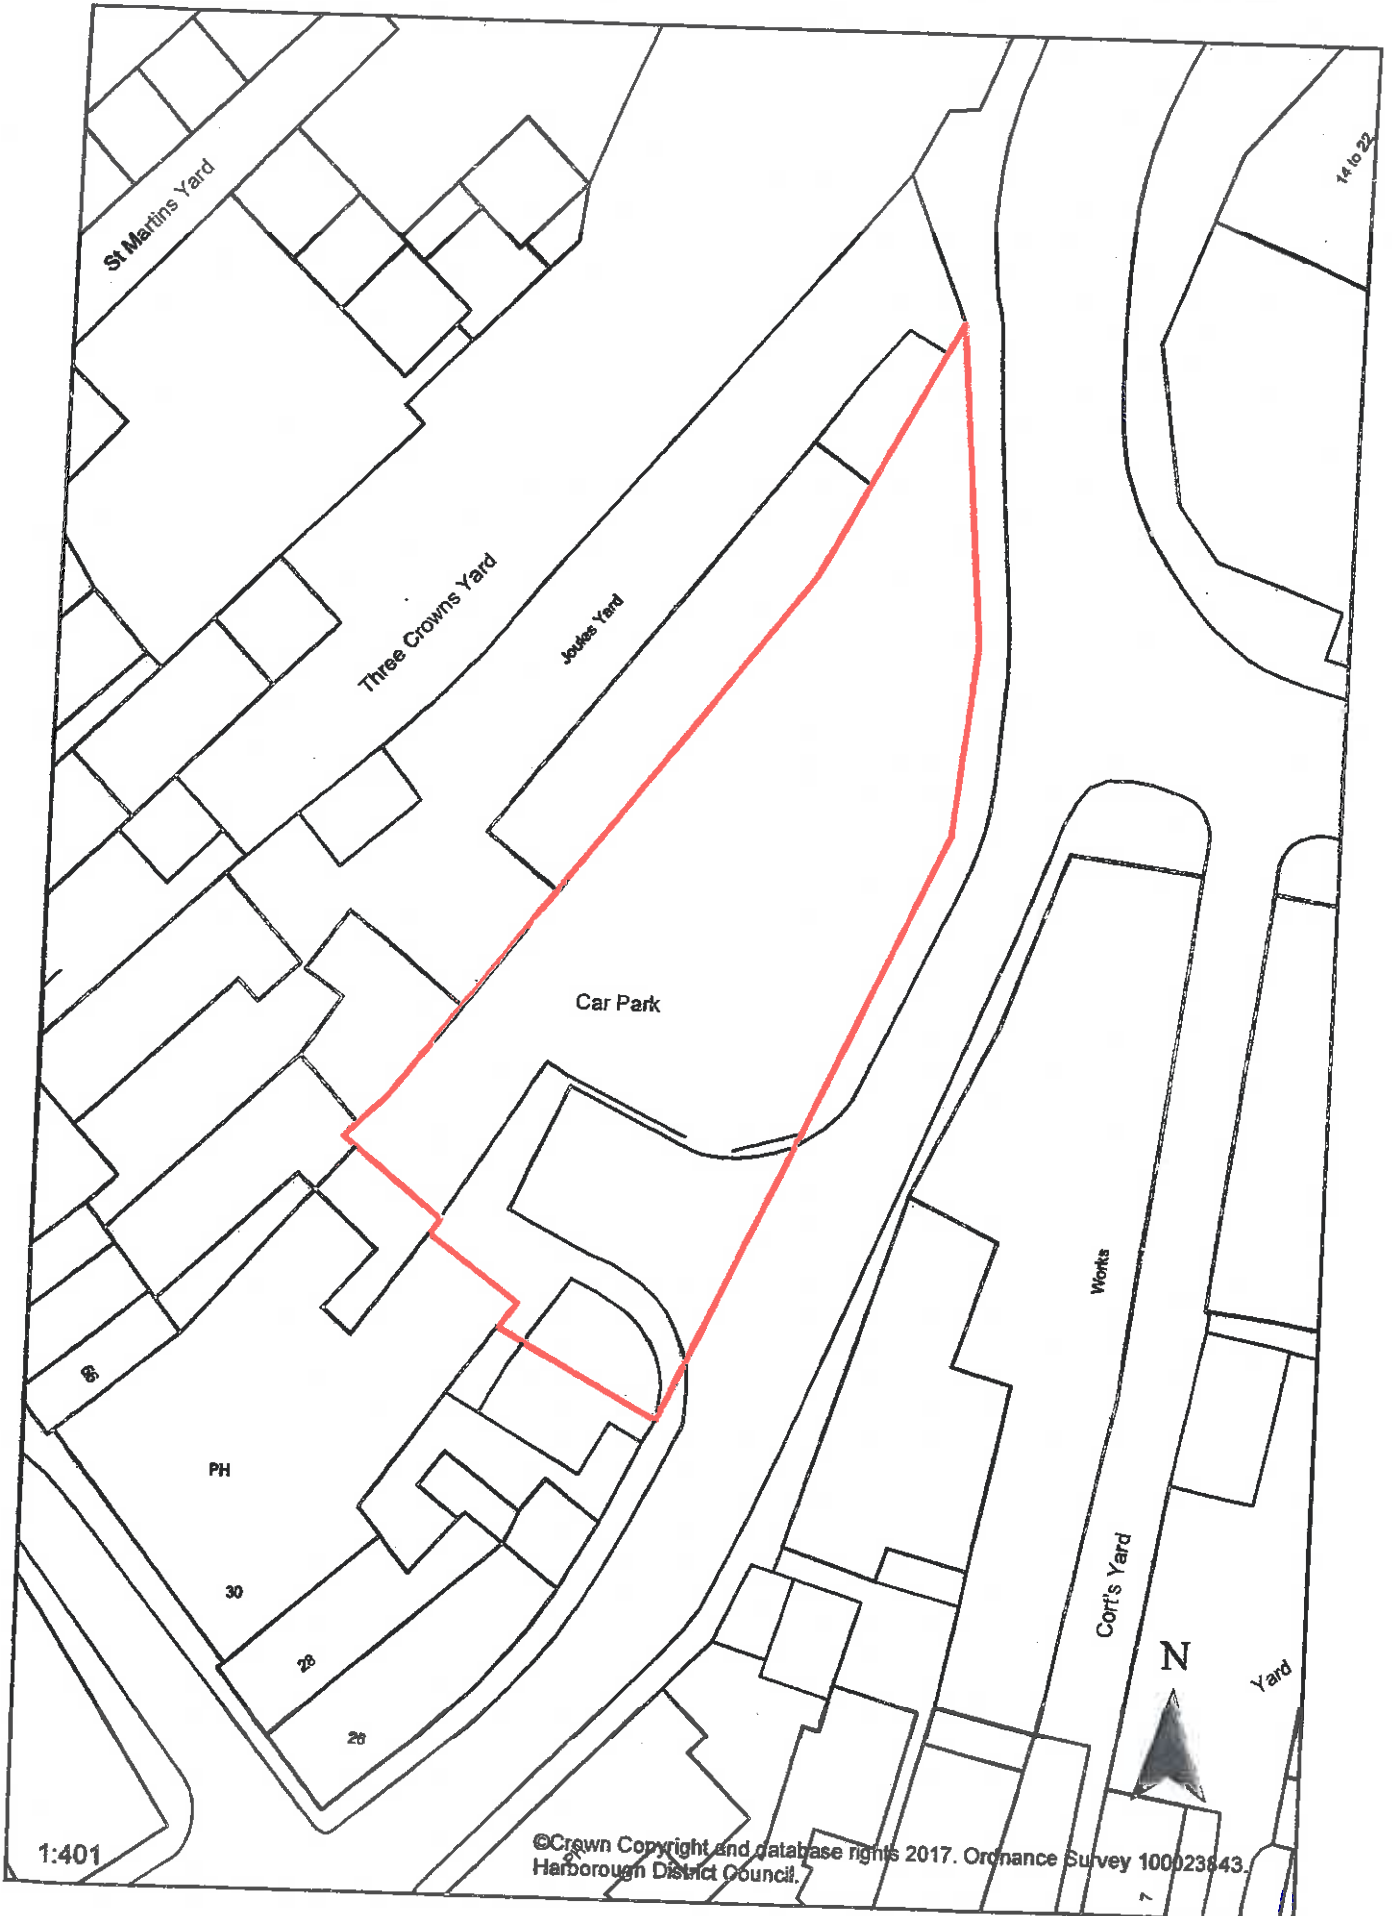 14 to 22
St Martins Yard
Three Crowns Yard
Joules Yard
Car Park
Works
PH
30
28
26
Cort's Yard
N
Yard
1:401
©Crown Copyright and database rights 2017. Ordnance Survey 100023843.
Harborough District Council.
7